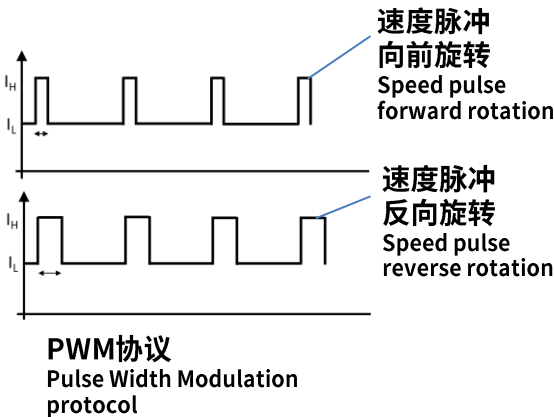 速度脉冲
向前旋转
Speed pulse
forward rotation
IH
IL
速度脉冲
反向旋转
Speed pulse
reverse rotation
IH
IL
PWM协议
Pulse Width Modulation
protocol